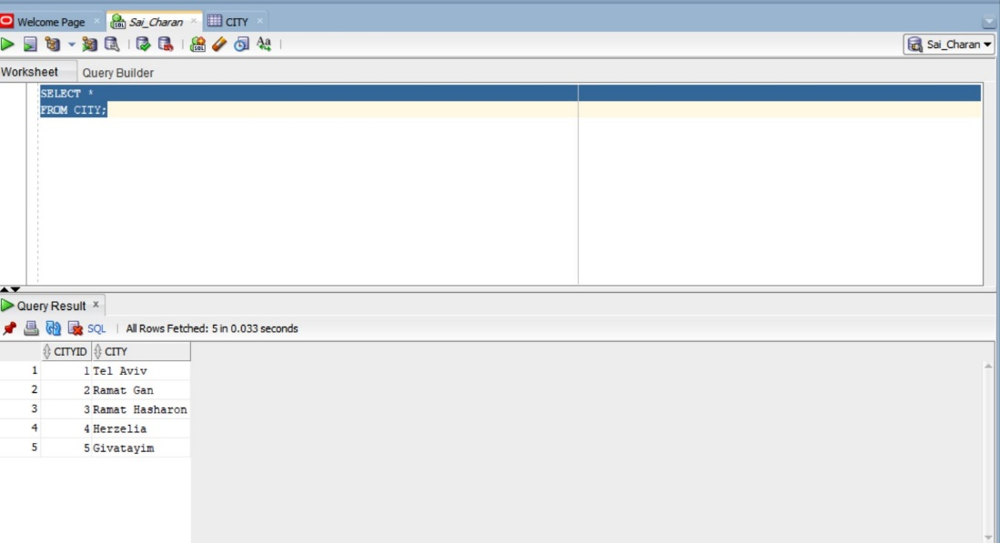 Welcome Page Sai_Charan CITY
Sai_Charan
Worksheet Query Builder
SELECT *
FROM CITY;
Query Result
SQL | All Rows Fetched: 5 in 0.033 seconds
CITYID CITY
1 1 Tel Aviv
2 2 Ramat Gan
3 3 Ramat Hasharon
4 4 Herzelia
5 5 Givatayim